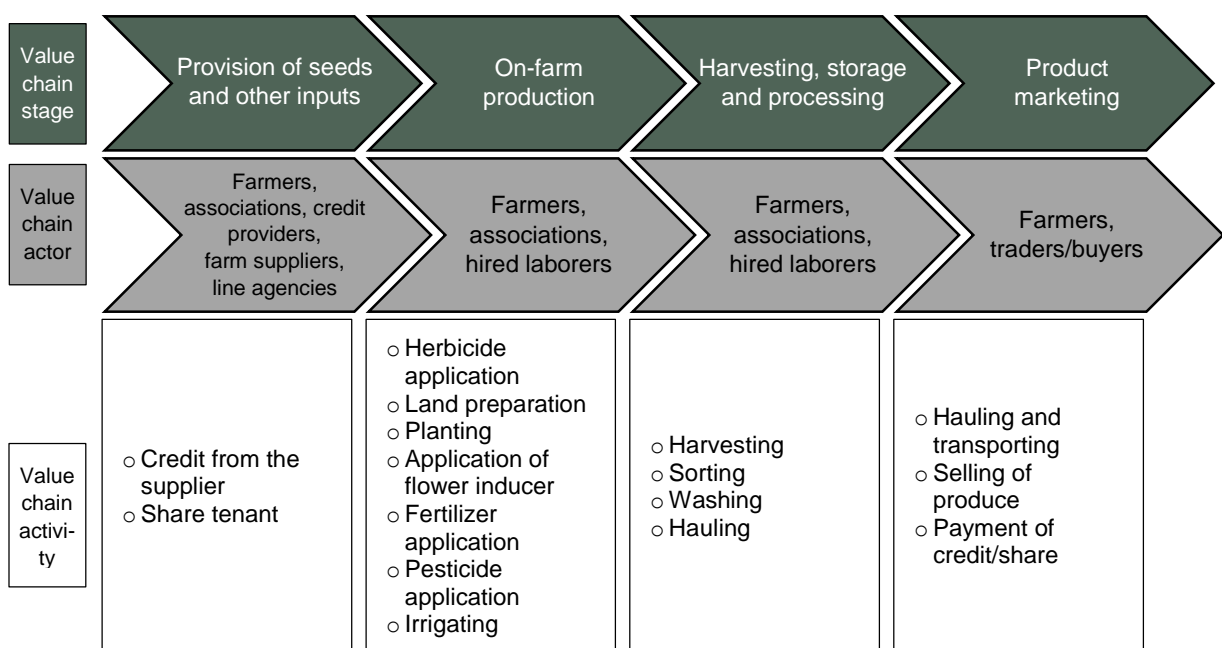 Value
chain
stage
Provision of seeds
and other inputs
On-farm
production
Harvesting, storage
and processing
Product
marketing
Value
chain
actor
Farmers,
associations, credit
providers,
farm suppliers,
line agencies
Farmers,
associations,
hired laborers
Farmers,
associations,
hired laborers
Farmers,
traders/buyers
Value
chain
activi-
ty
o Credit from the
supplier
o Share tenant
o Herbicide
application
o Land preparation
o Planting
o Application of
flower inducer
o Fertilizer
application
o Pesticide
application
o Irrigating
o Harvesting
o Sorting
o Washing
o Hauling
o Hauling and
transporting
o Selling of
produce
o Payment of
credit/share